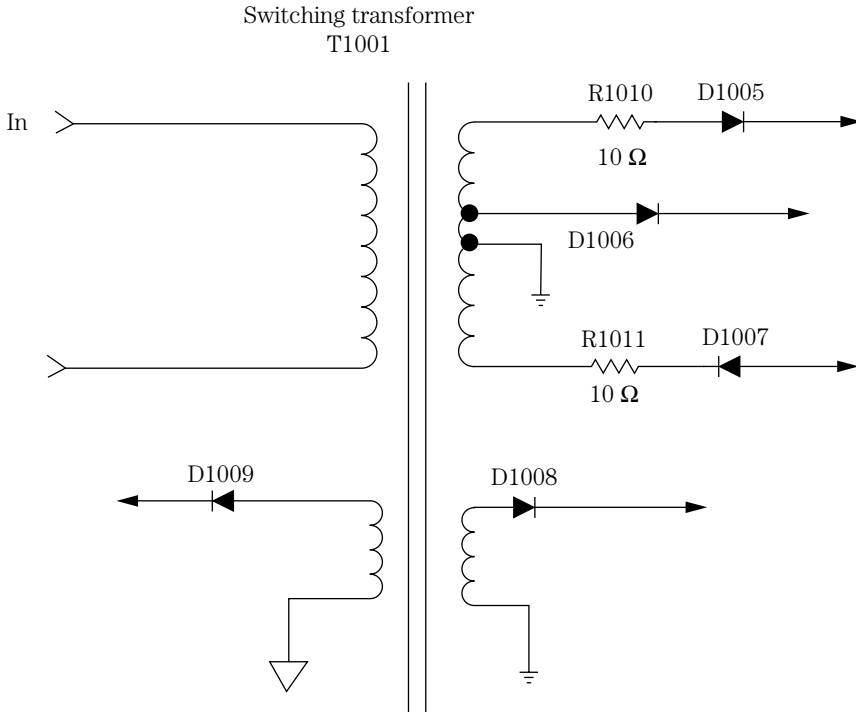 Switching transformer
T1001
In
R1010
D1005
10 Ω
D1006
R1011
D1007
10 Ω
D1009
D1008